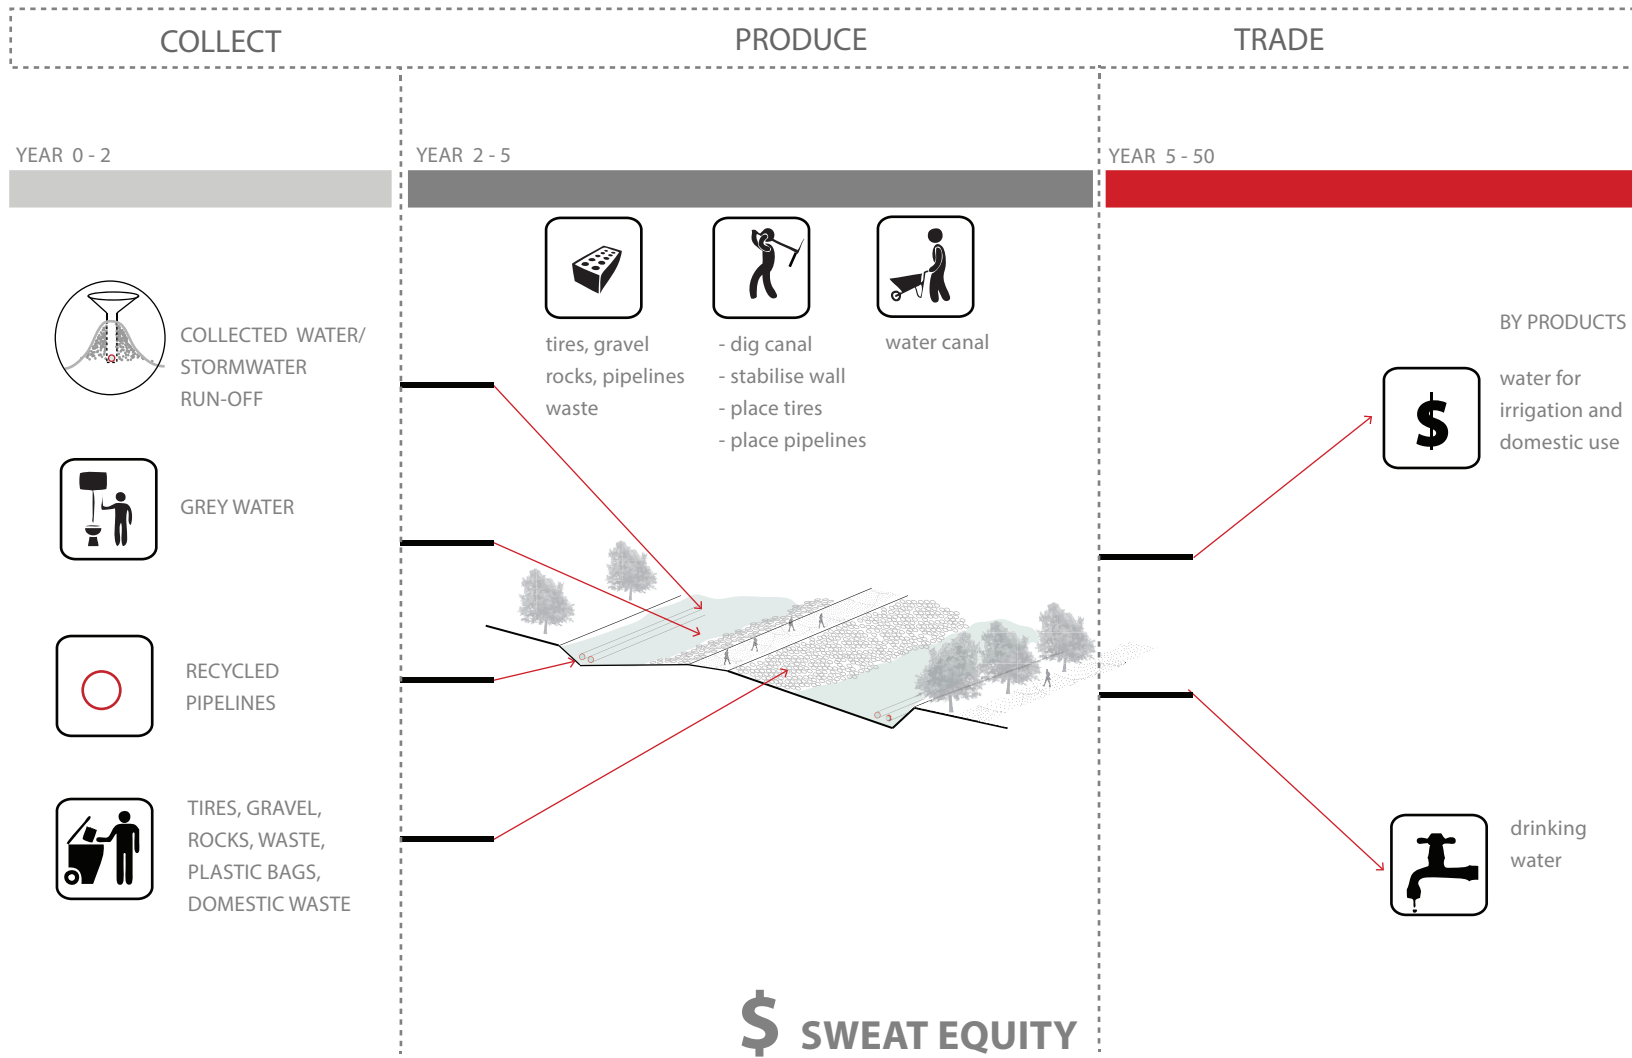 COLLECT
PRODUCE
TRADE
YEAR 0 - 2
YEAR 2 - 5
YEAR 5 - 50
COLLECTED WATER/
STORMWATER
RUN-OFF
GREY WATER
RECYCLED
PIPELINES
TIRES, GRAVEL,
ROCKS, WASTE,
PLASTIC BAGS,
DOMESTIC WASTE
tires, gravel
rocks, pipelines
waste
- dig canal
- stabilise wall
- place tires
- place pipelines
water canal
BY PRODUCTS
$
water for
irrigation and
domestic use
drinking
water
$ SWEAT EQUITY